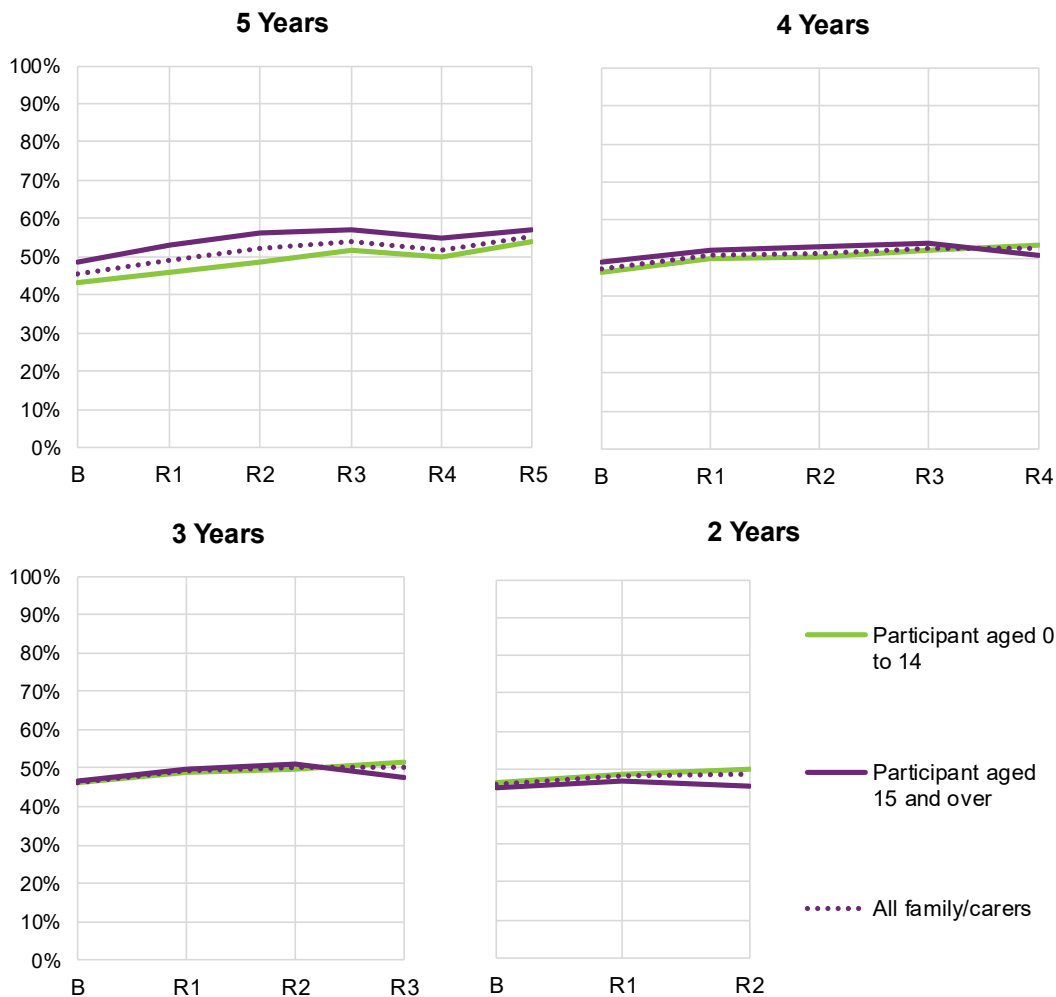 5 Years
100%
90%
80%
70%
60%
50%
40%
30%
20%
10%
0%
B R1 R2 R3 R4 R5
4 Years
B R1 R2 R3 R4
3 Years
100%
90%
80%
70%
60%
50%
40%
30%
20%
10%
0%
B R1 R2 R3
2 Years
B R1 R2
Participant aged 0
to 14
Participant aged
15 and over
All family/carers